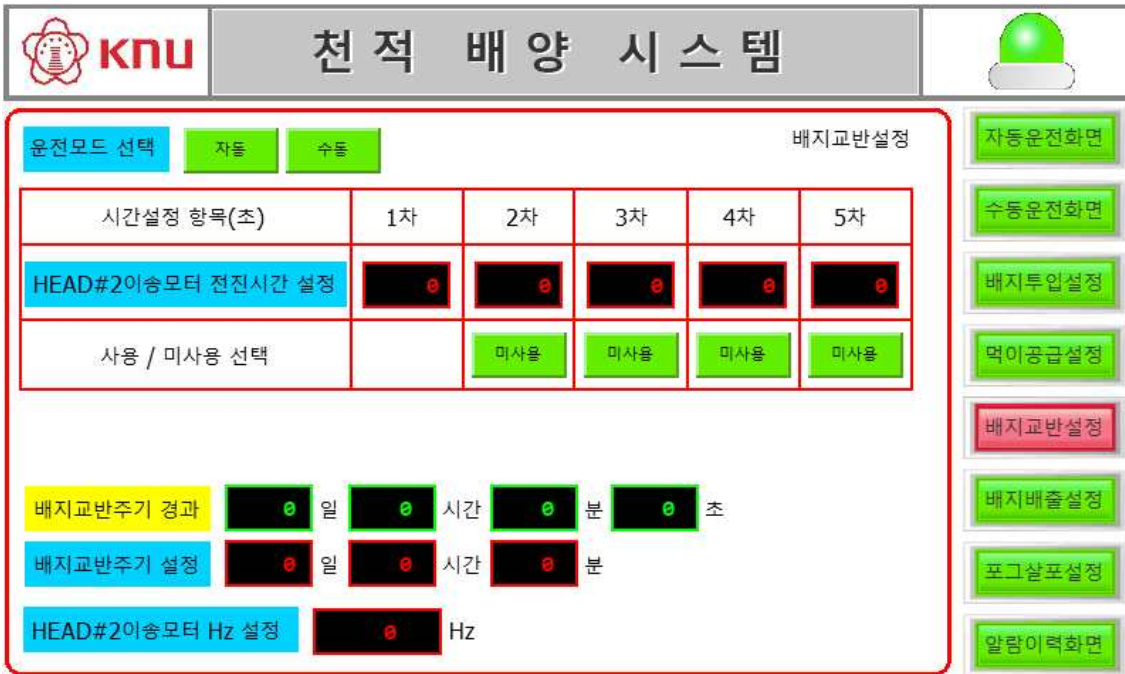 KNU
천적 배양 시스템
운전모드 선택 자동 수동 배지교반설정
시간설정 항목(초) 1차 2차 3차 4차 5차
HEAD#2이송모터 전진시간 설정 0 0 0 0 0
사용 / 미사용 선택 미사용 미사용 미사용 미사용
배지교반주기 경과 0 일 0 시간 0 분 0 초
배지교반주기 설정 0 일 0 시간 0 분
HEAD#2이송모터 Hz 설정 0 Hz
자동운전화면
수동운전화면
배지투입설정
먹이공급설정
배지교반설정
배지배출설정
포그살포설정
알람이력화면